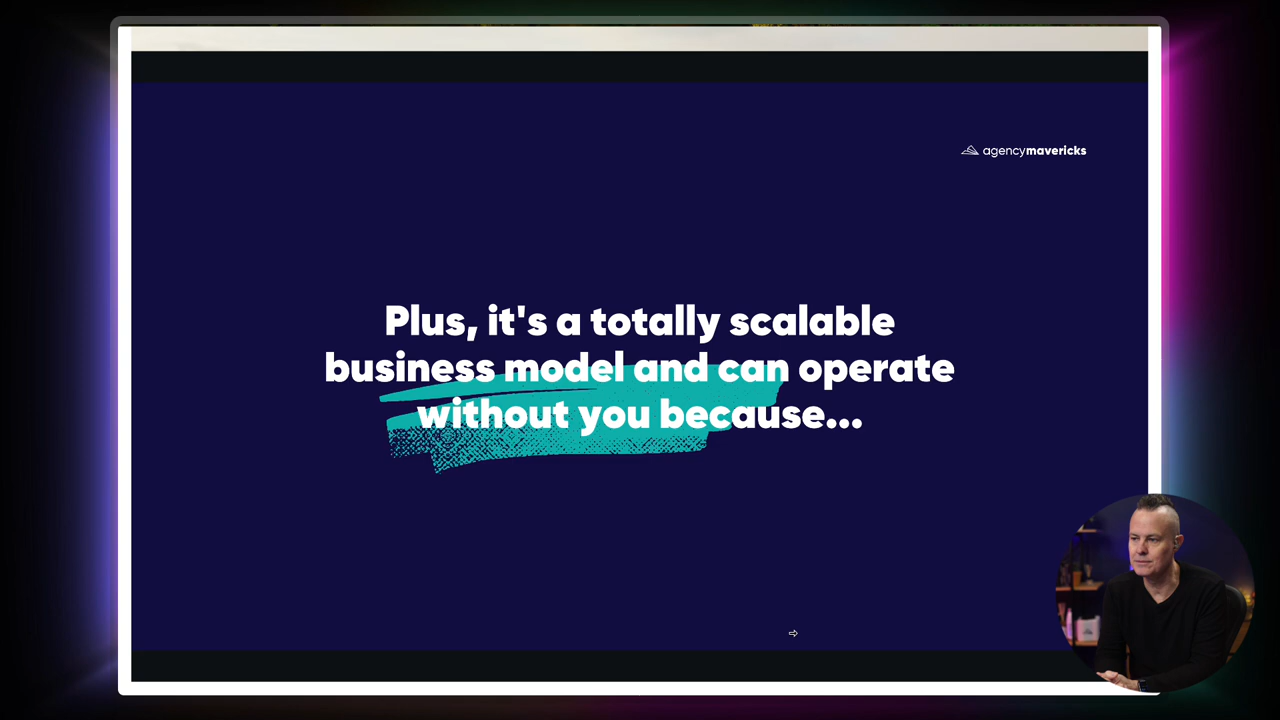 agencymavericks
Plus, it's a totally scalable
business model and can operate
without you because...